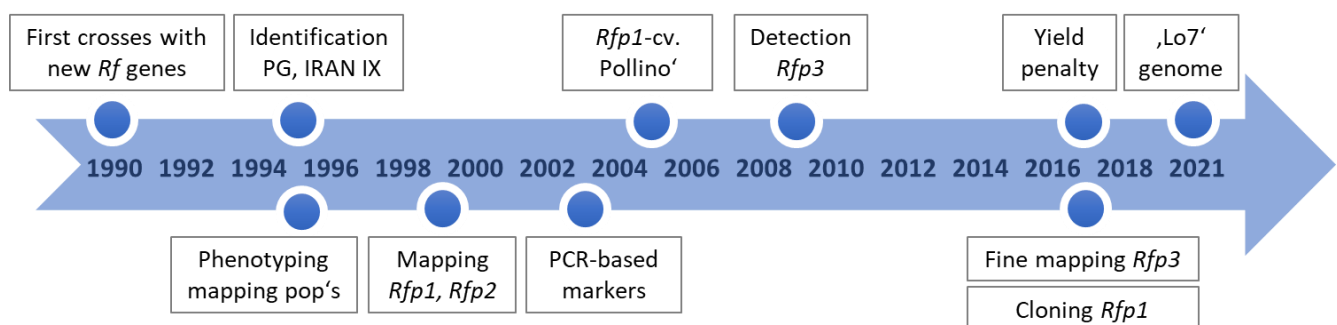 First crosses with
new Rf genes
Identification
PG, IRAN IX
Rfp1-cv.
Pollino‘
Detection
Rfp3
Yield
penalty
‚Lo7‘
genome
1990 1992 1994 1996 1998 2000 2002 2004 2006 2008 2010 2012 2014 2016 2018 2021
Phenotyping
mapping pop‘s
Mapping
Rfp1, Rfp2
PCR-based
markers
Fine mapping Rfp3
Cloning Rfp1